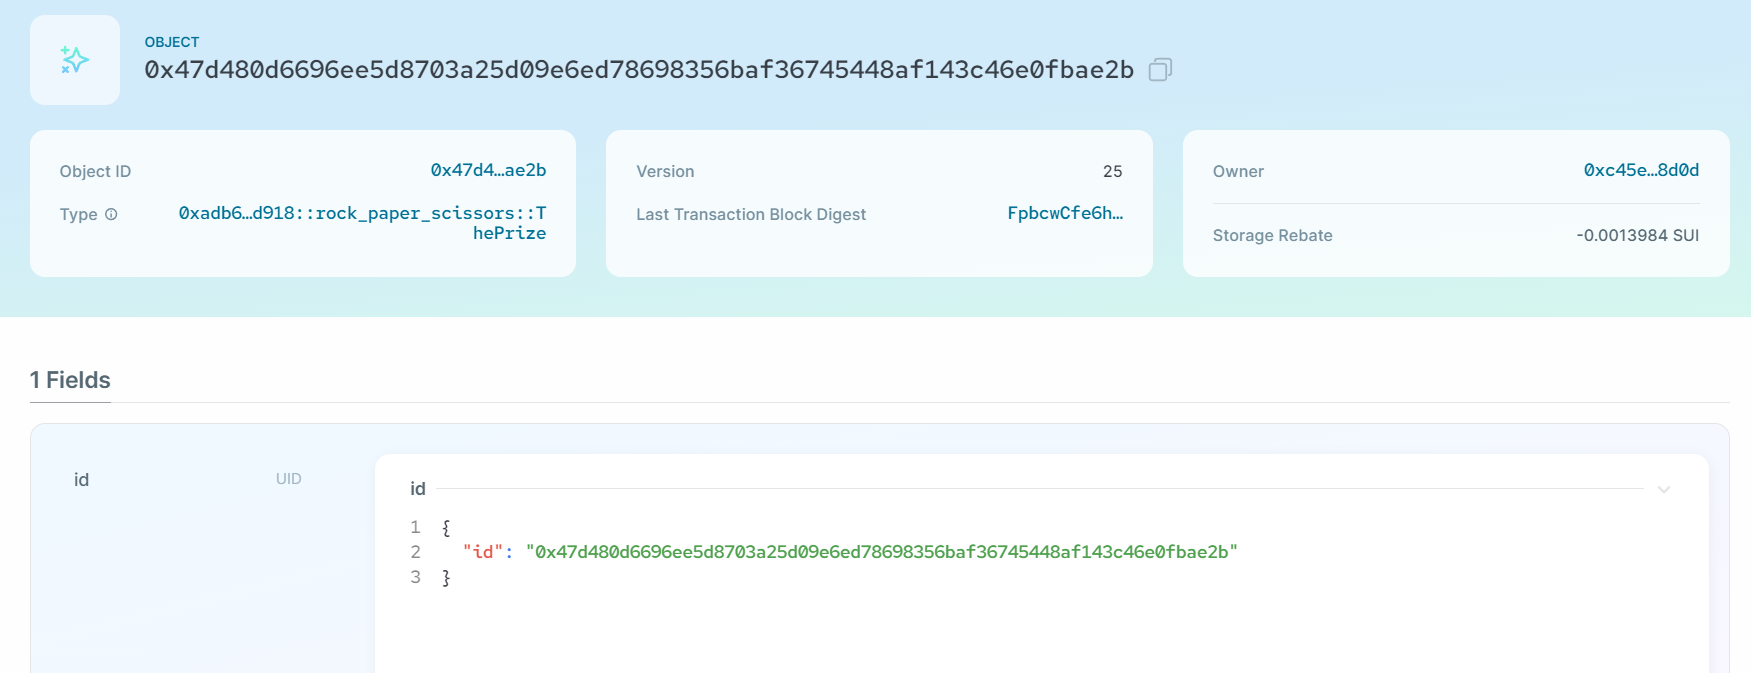 OBJECT
0x47d480d6696ee5d8703a25d09e6ed78698356baf36745448af143c46e0fbae2b
Object ID 0x47d4...ae2b
Type 0xadb6...d918::rock_paper_scissors::T
hePrize
Version 25
Last Transaction Block Digest FpbcwCfe6h...
Owner 0xc45e...8d0d
Storage Rebate -0.0013984 SUI
1 Fields
id UID
id
1 {
2 "id": "0x47d480d6696ee5d8703a25d09e6ed78698356baf36745448af143c46e0fbae2b"
3 }